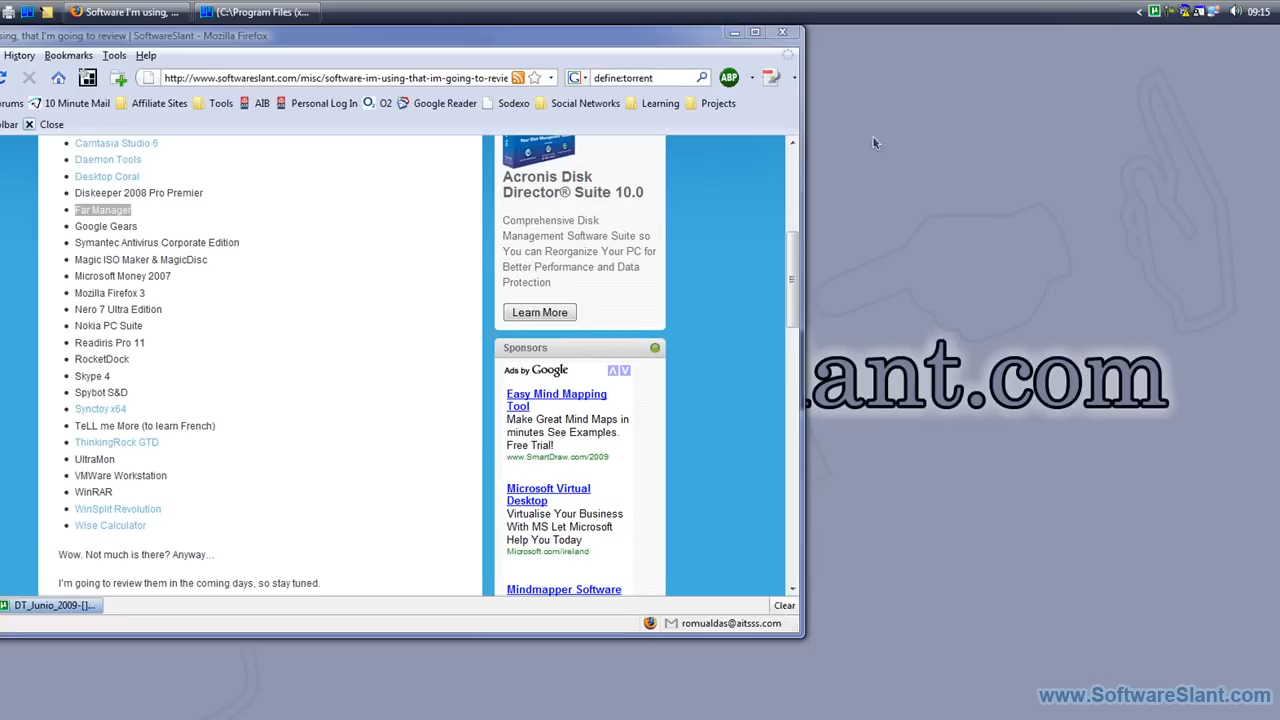 Software I'm using, ...
{C:\Program Files (x...
09:15
sing, that I'm going to review | SoftwareSlant - Mozilla Firefox
History Bookmarks Tools Help
http://www.softwareslant.com/misc/software-im-using-that-im-going-to-revie
define:torrent
ABP
orums 10 Minute Mail Affiliate Sites Tools AIB Personal Log In O2 Google Reader Sodexo Social Networks Learning Projects
olbar Close
Camtasia Studio 6
Daemon Tools
Desktop Coral
Diskeeper 2008 Pro Premier
Far Manager
Google Gears
Symantec Antivirus Corporate Edition
Magic ISO Maker & MagicDisc
Microsoft Money 2007
Mozilla Firefox 3
Nero 7 Ultra Edition
Nokia PC Suite
Readiris Pro 11
RocketDock
Skype 4
Spybot S&D
Synctoy x64
TeLL me More (to learn French)
ThinkingRock GTD
UltraMon
VMWare Workstation
WinRAR
WinSplit Revolution
Wise Calculator
Wow. Not much is there? Anyway...
I'm going to review them in the coming days, so stay tuned.
Acronis Disk
Director® Suite 10.0
Comprehensive Disk
Management Software Suite so
You can Reorganize Your PC for
Better Performance and Data
Protection
Learn More
Sponsors
Ads by Google
Easy Mind Mapping
Tool
Make Great Mind Maps in
minutes See Examples.
Free Trial!
www.SmartDraw.com/2009
Microsoft Virtual
Desktop
Virtualise Your Business
With MS Let Microsoft
Help You Today
Microsoft.com/ireland
Mindmapper Software
DT_Junio_2009-[]...
Clear
romualdas@aitsss.com
lant.com
www.SoftwareSlant.com